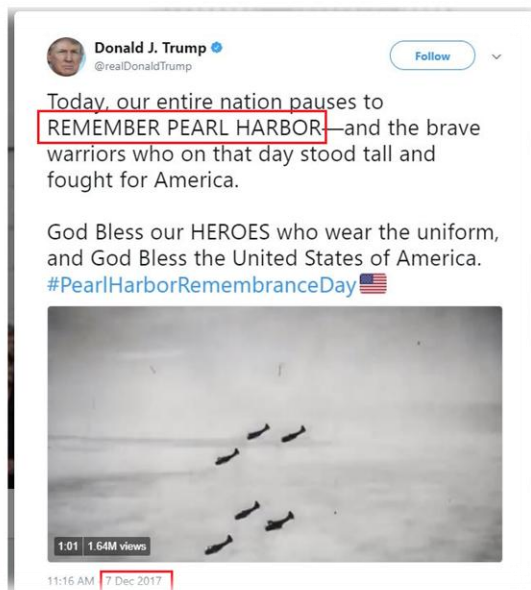 Donald J. Trump
Follow
@realDonaldTrump
Today, our entire nation pauses to
REMEMBER PEARL HARBOR—and the brave
warriors who on that day stood tall and
fought for America.
God Bless our HEROES who wear the uniform,
and God Bless the United States of America.
#PearlHarborRemembranceDay
1:01 1.64M views
11:16 AM - 7 Dec 2017